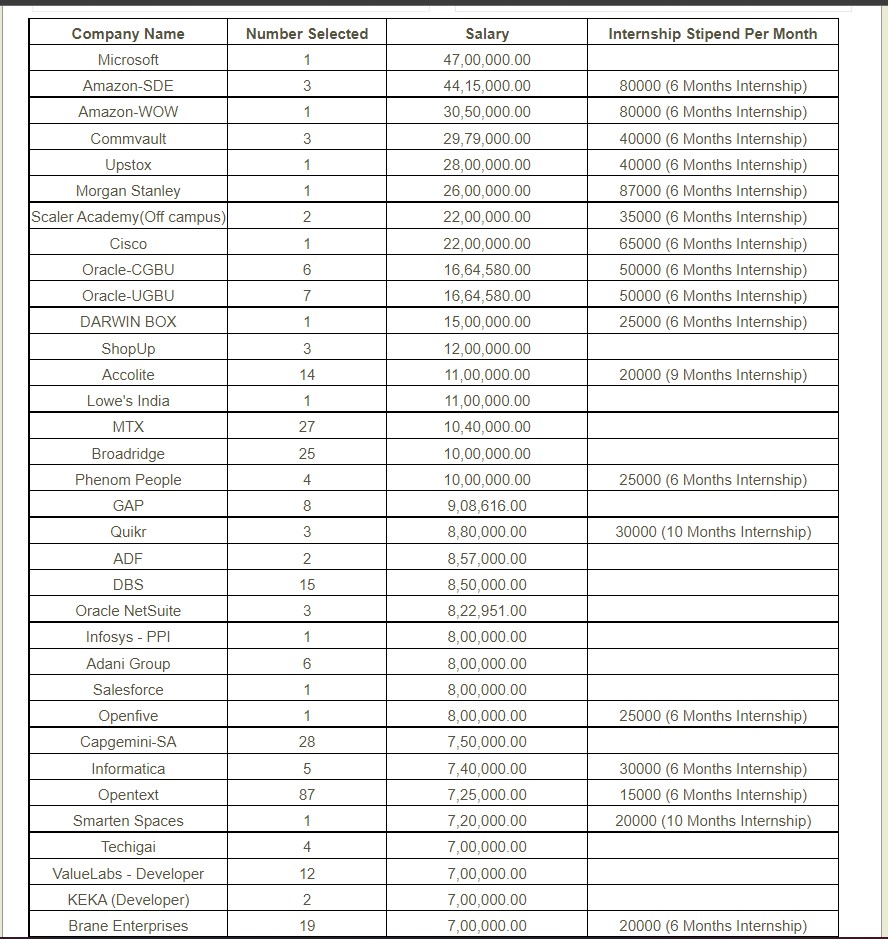 Company Name Number Selected Salary Internship Stipend Per Month
Microsoft 1 47,00,000.00
Amazon-SDE 3 44,15,000.00 80000 (6 Months Internship)
Amazon-WOW 1 30,50,000.00 80000 (6 Months Internship)
Commvault 3 29,79,000.00 40000 (6 Months Internship)
Upstox 1 28,00,000.00 40000 (6 Months Internship)
Morgan Stanley 1 26,00,000.00 87000 (6 Months Internship)
Scaler Academy(Off campus) 2 22,00,000.00 35000 (6 Months Internship)
Cisco 1 22,00,000.00 65000 (6 Months Internship)
Oracle-CGBU 6 16,64,580.00 50000 (6 Months Internship)
Oracle-UGBU 7 16,64,580.00 50000 (6 Months Internship)
DARWIN BOX 1 15,00,000.00 25000 (6 Months Internship)
ShopUp 3 12,00,000.00
Accolite 14 11,00,000.00 20000 (9 Months Internship)
Lowe's India 1 11,00,000.00
MTX 27 10,40,000.00
Broadridge 25 10,00,000.00
Phenom People 4 10,00,000.00 25000 (6 Months Internship)
GAP 8 9,08,616.00
Quikr 3 8,80,000.00 30000 (10 Months Internship)
ADF 2 8,57,000.00
DBS 15 8,50,000.00
Oracle NetSuite 3 8,22,951.00
Infosys - PPI 1 8,00,000.00
Adani Group 6 8,00,000.00
Salesforce 1 8,00,000.00
Openfive 1 8,00,000.00 25000 (6 Months Internship)
Capgemini-SA 28 7,50,000.00
Informatica 5 7,40,000.00 30000 (6 Months Internship)
Opentext 87 7,25,000.00 15000 (6 Months Internship)
Smarten Spaces 1 7,20,000.00 20000 (10 Months Internship)
Techigai 4 7,00,000.00
ValueLabs - Developer 12 7,00,000.00
KEKA (Developer) 2 7,00,000.00
Brane Enterprises 19 7,00,000.00 20000 (6 Months Internship)